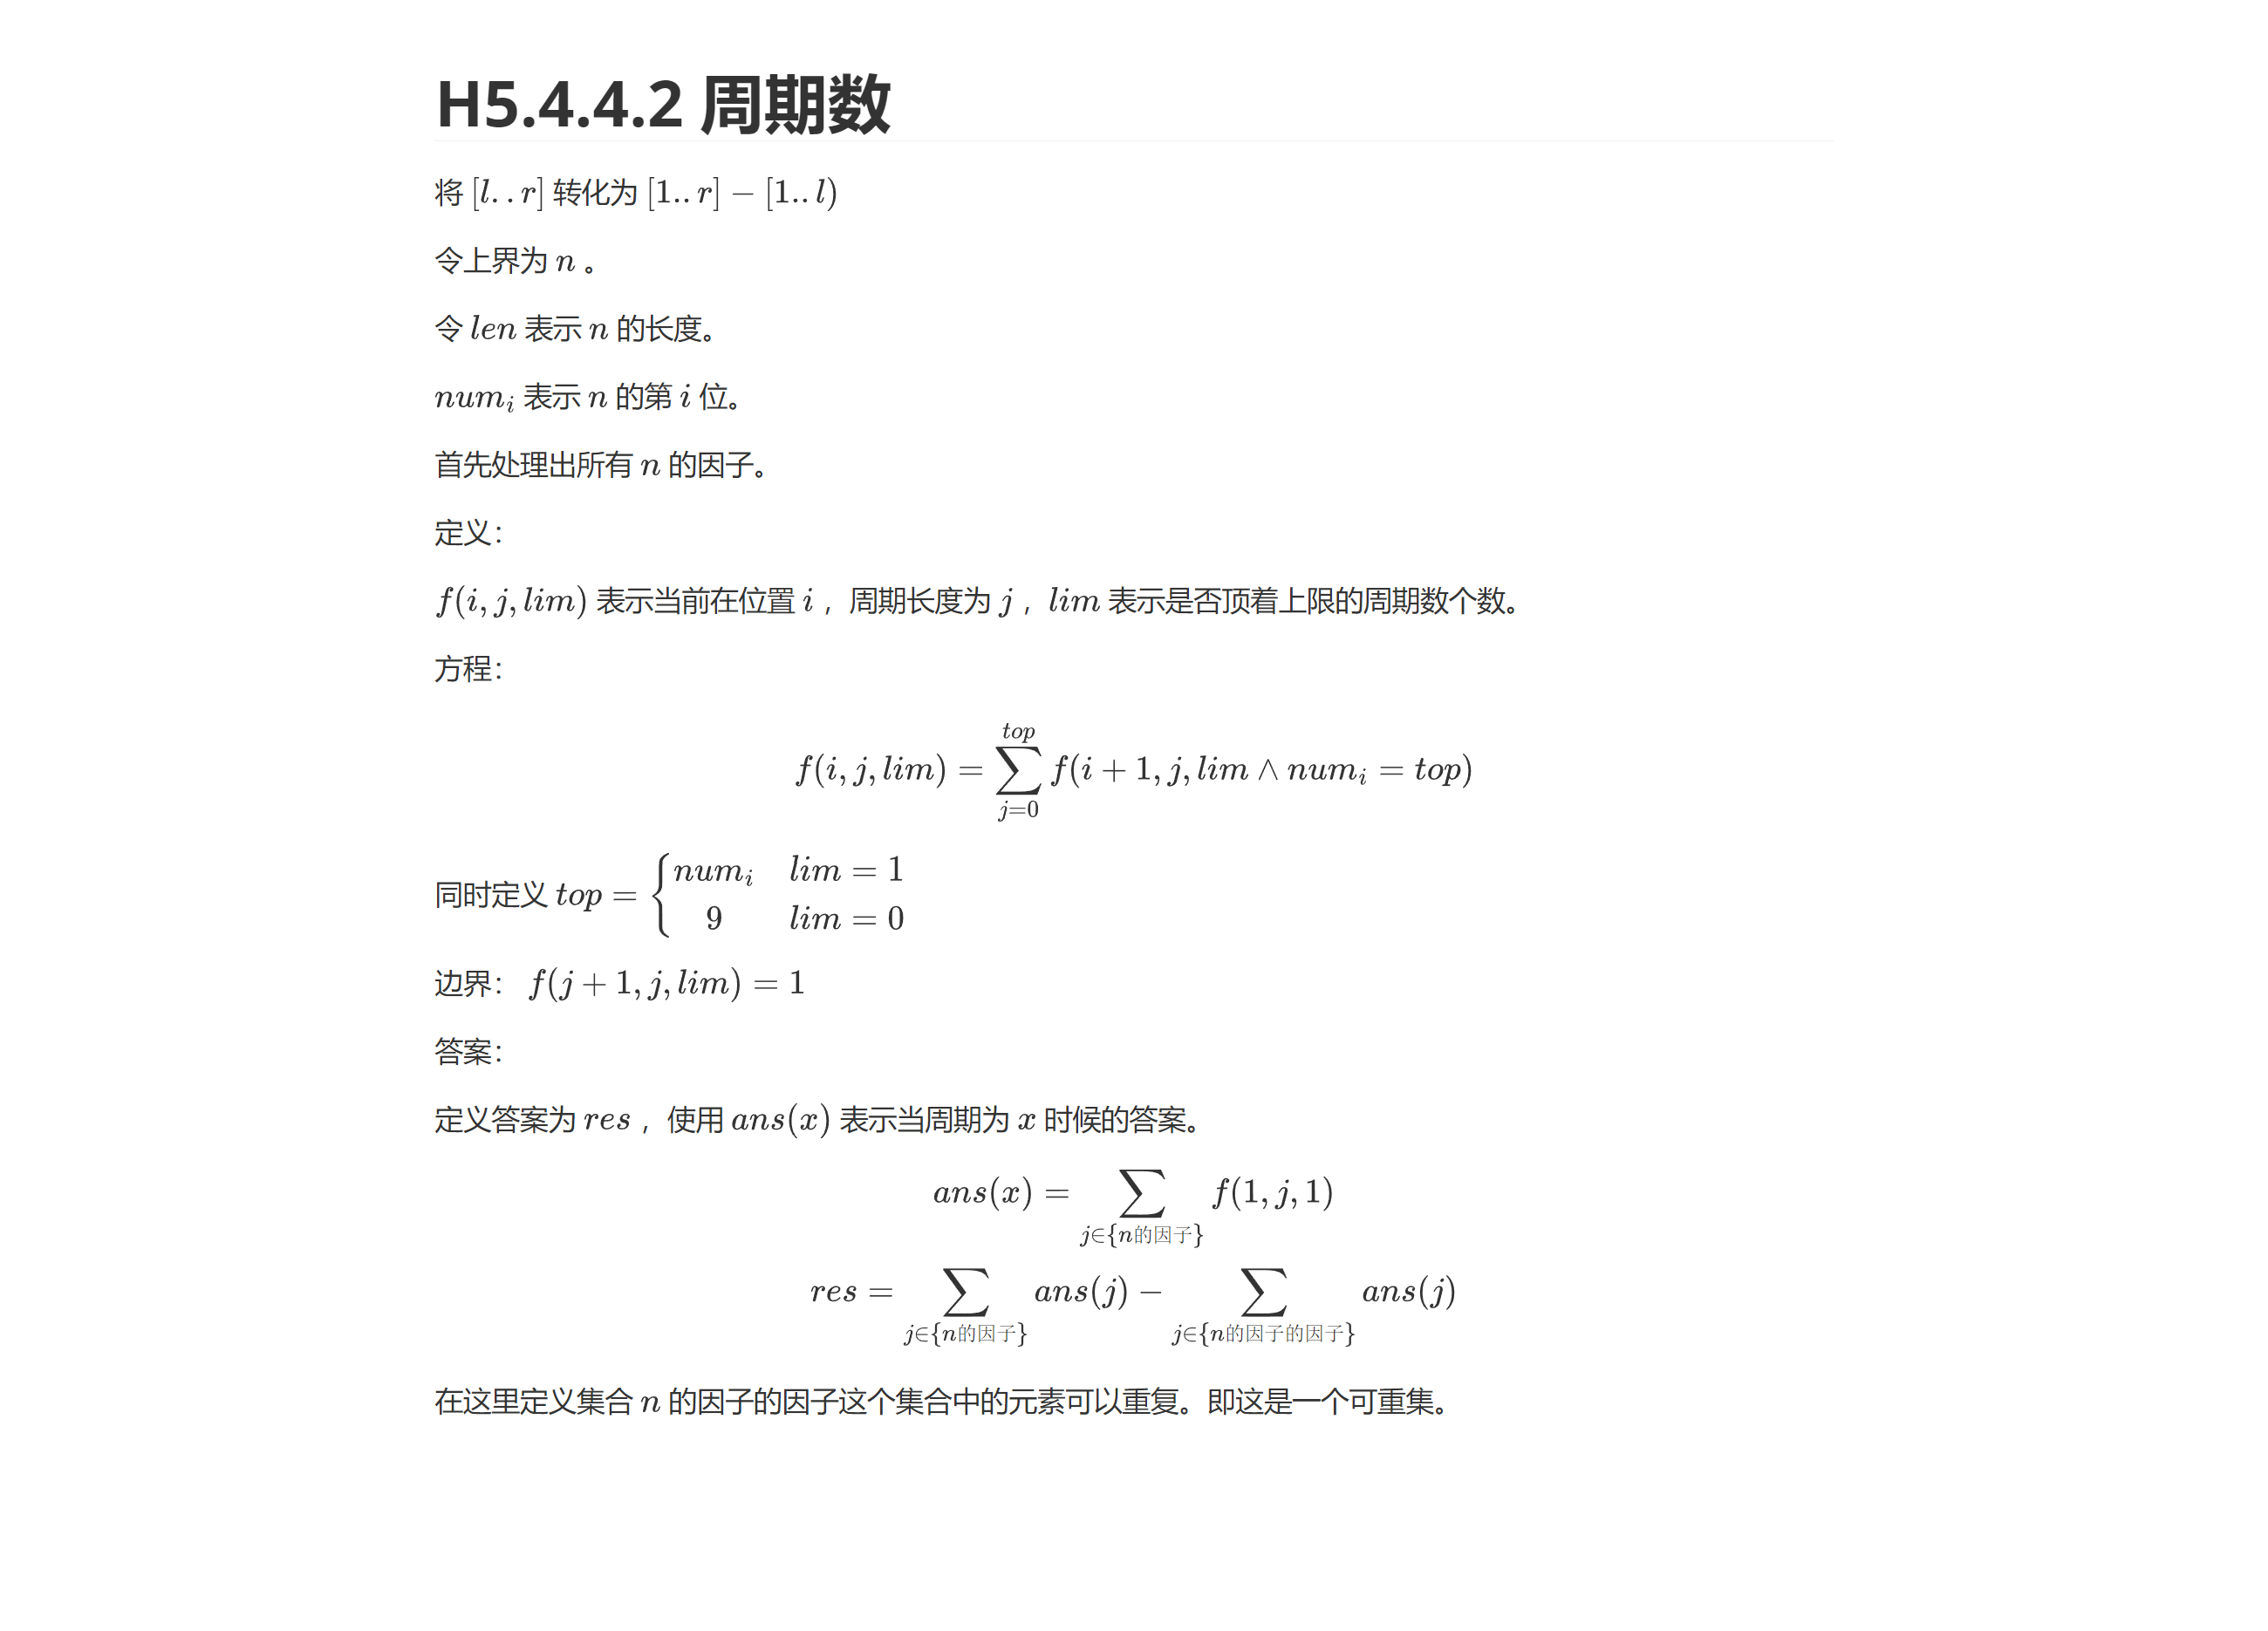 H5.4.4.2 周期数
将 [l..r] 转化为 [1..r] − [1..l)
令上界为 n 。
令 len 表示 n 的长度。
num_i 表示 n 的第 i 位。
首先处理出所有 n 的因子。
定义：
f(i, j, lim) 表示当前在位置 i ，周期长度为 j ，lim 表示是否顶着上限的周期数个数。
方程：
f(i, j, lim) = \sum_{j=0}^{top} f(i + 1, j, lim ∧ num_i = top)
同时定义 top = \begin{cases} num_i & lim = 1 \\ 9 & lim = 0 \end{cases}
边界： f(j + 1, j, lim) = 1
答案：
定义答案为 res ，使用 ans(x) 表示当周期为 x 时候的答案。
ans(x) = \sum_{j∈\{n的因子\}} f(1, j, 1)
res = \sum_{j∈\{n的因子\}} ans(j) − \sum_{j∈\{n的因子的因子\}} ans(j)
在这里定义集合 n 的因子的因子这个集合中的元素可以重复。即这是一个可重集。